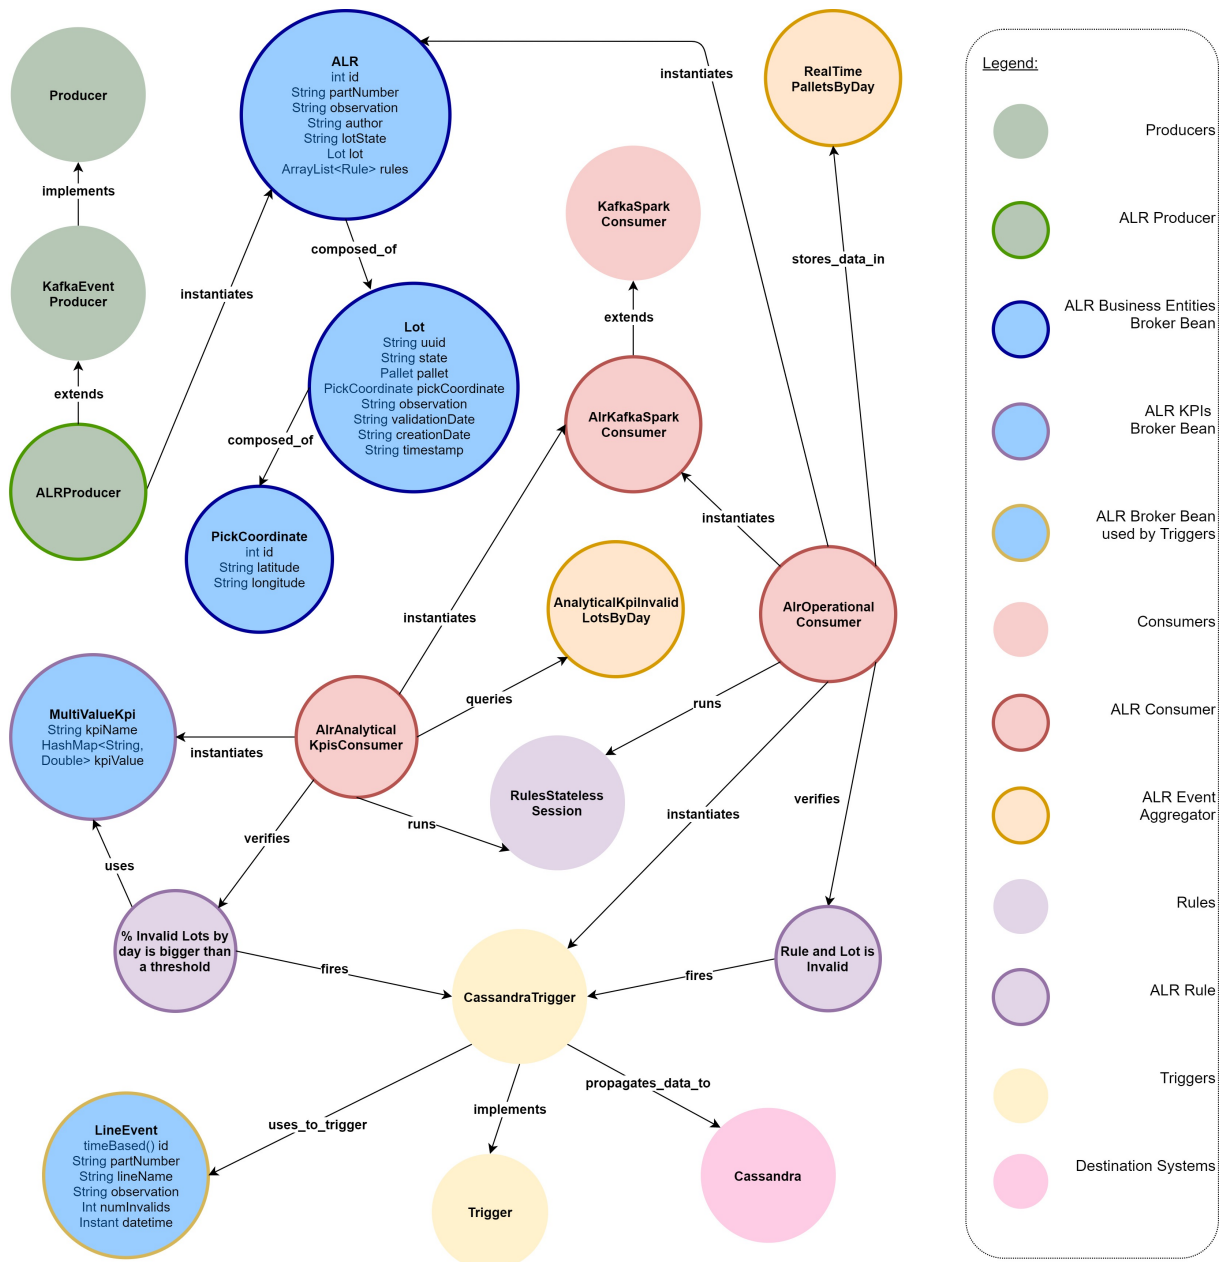 Producer
implements
KafkaEvent
Producer
extends
ALRProducer
instantiates
ALR
int id
String partNumber
String observation
String author
String lotState
Lot lot
ArrayList<Rule> rules
composed_of
Lot
String uuid
String state
Pallet pallet
PickCoordinate pickCoordinate
String observation
String validationDate
String creationDate
String timestamp
composed_of
PickCoordinate
int id
String latitude
String longitude
instantiates
RealTime
PalletsByDay
stores_data_in
KafkaSpark
Consumer
extends
AlrKafkaSpark
Consumer
instantiates
instantiates
AlrOperational
Consumer
AnalyticalKpiInvalid
LotsByDay
queries
AlrAnalytical
KpisConsumer
instantiates
MultiValueKpi
String kpiName
HashMap<String,
Double> kpiValue
uses
verifies
runs
runs
RulesStateless
Session
instantiates
verifies
% Invalid Lots by
day is bigger than
a threshold
fires
CassandraTrigger
fires
Rule and Lot is
Invalid
uses_to_trigger
implements
propagates_data_to
LineEvent
timeBased() id
String partNumber
String lineName
String observation
Int numInvalids
Instant datetime
Trigger
Cassandra
Legend:
Producers
ALR Producer
ALR Business Entities
Broker Bean
ALR KPIs
Broker Bean
ALR Broker Bean
used by Triggers
Consumers
ALR Consumer
ALR Event
Aggregator
Rules
ALR Rule
Triggers
Destination Systems